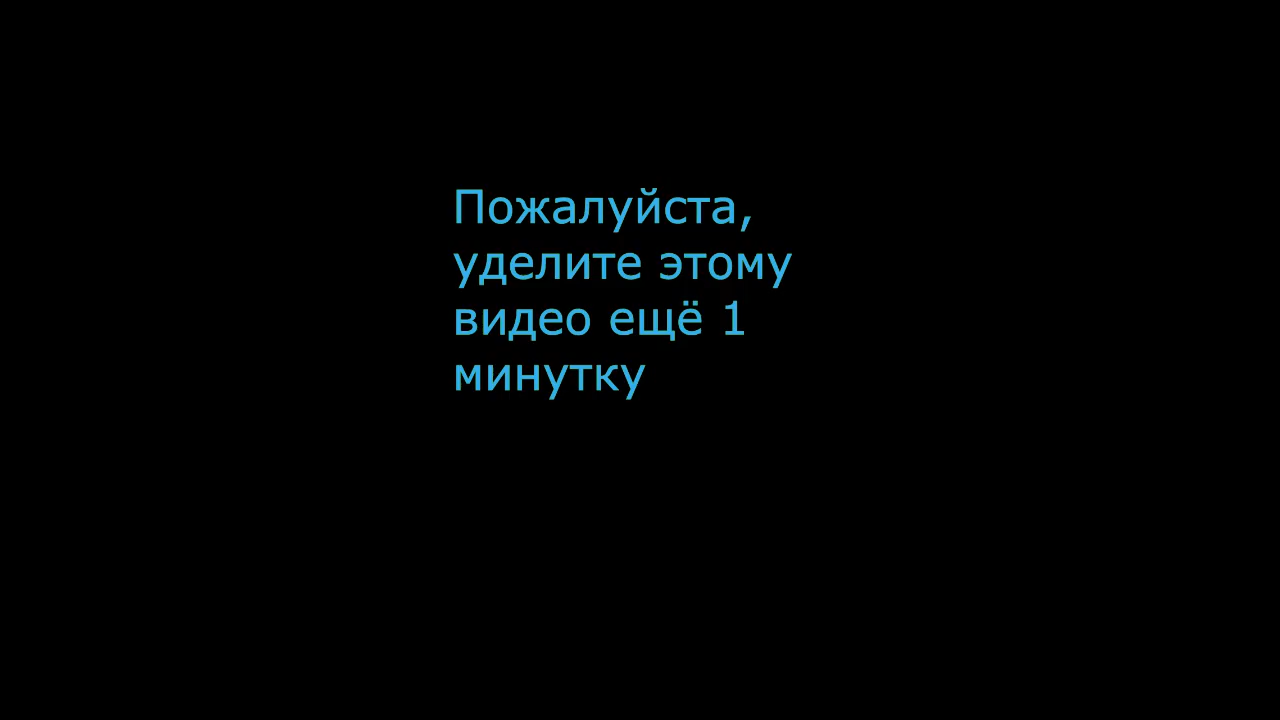 Пожалуйста,
уделите этому
видео ещё 1
минутку